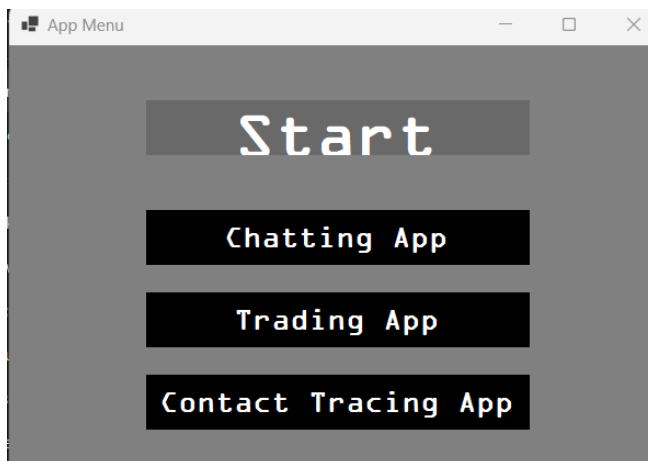 App Menu
Start
Chatting App
Trading App
Contact Tracing App